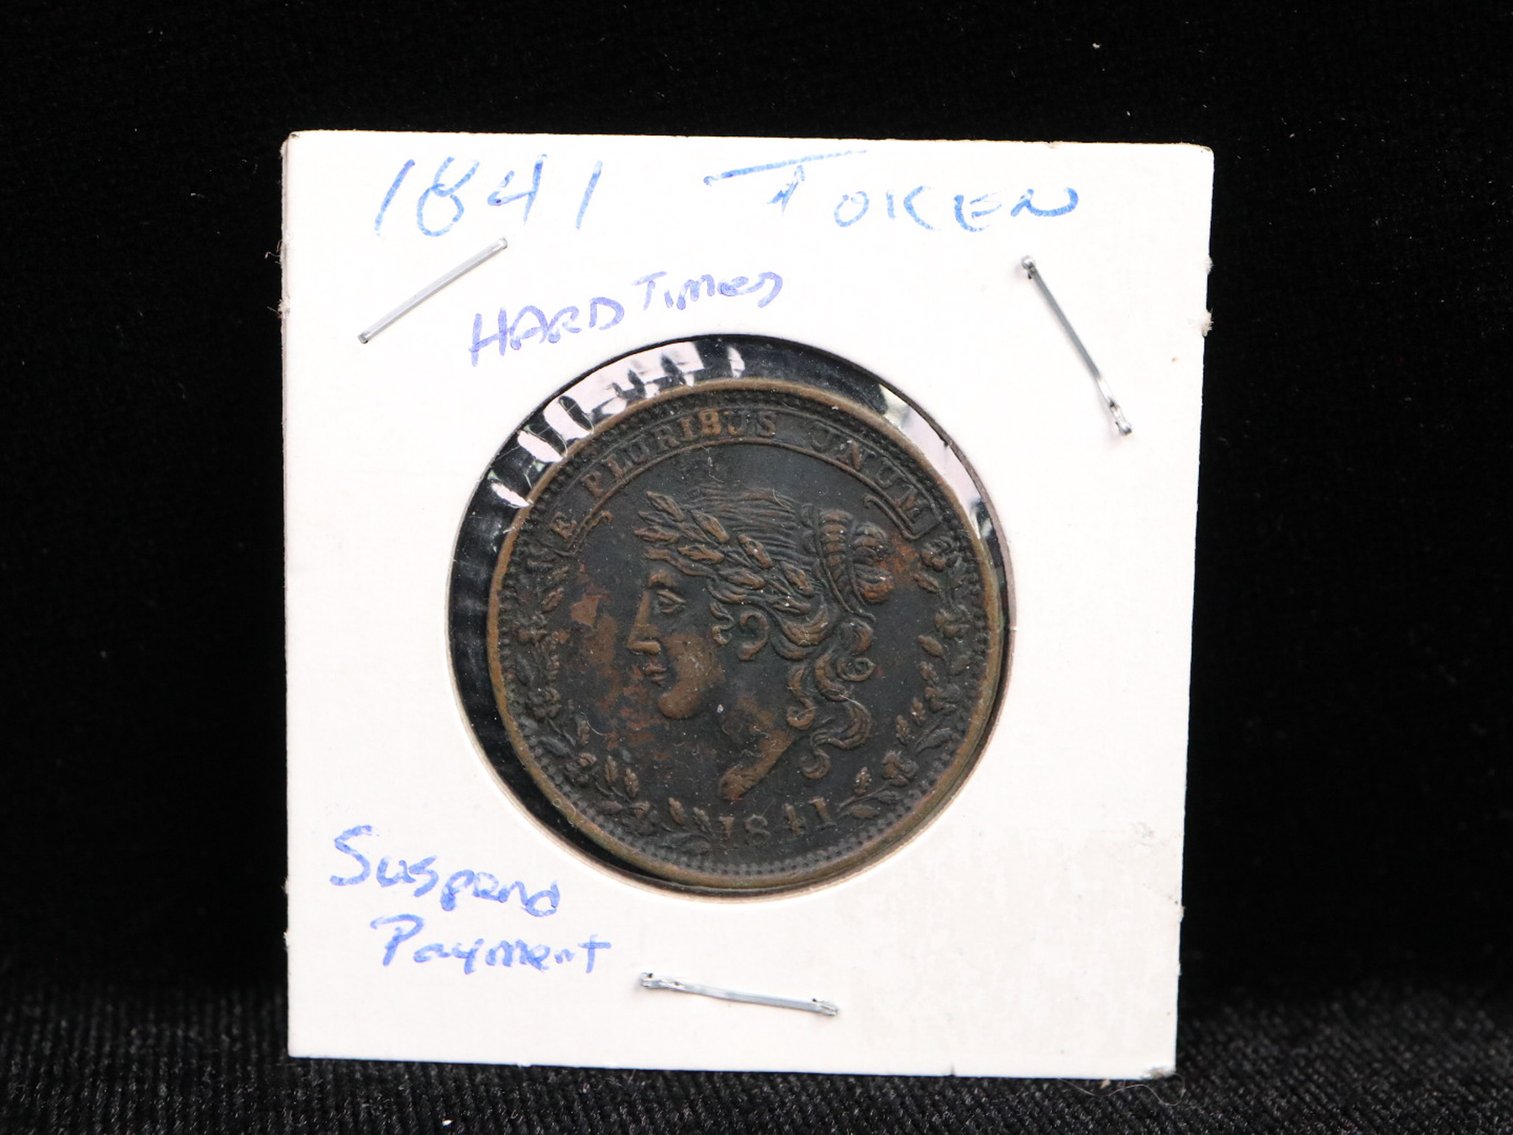 1841 TOKEN
HARD TIMES
E PLURIBUS UNUM
1841
Suspend
Payment